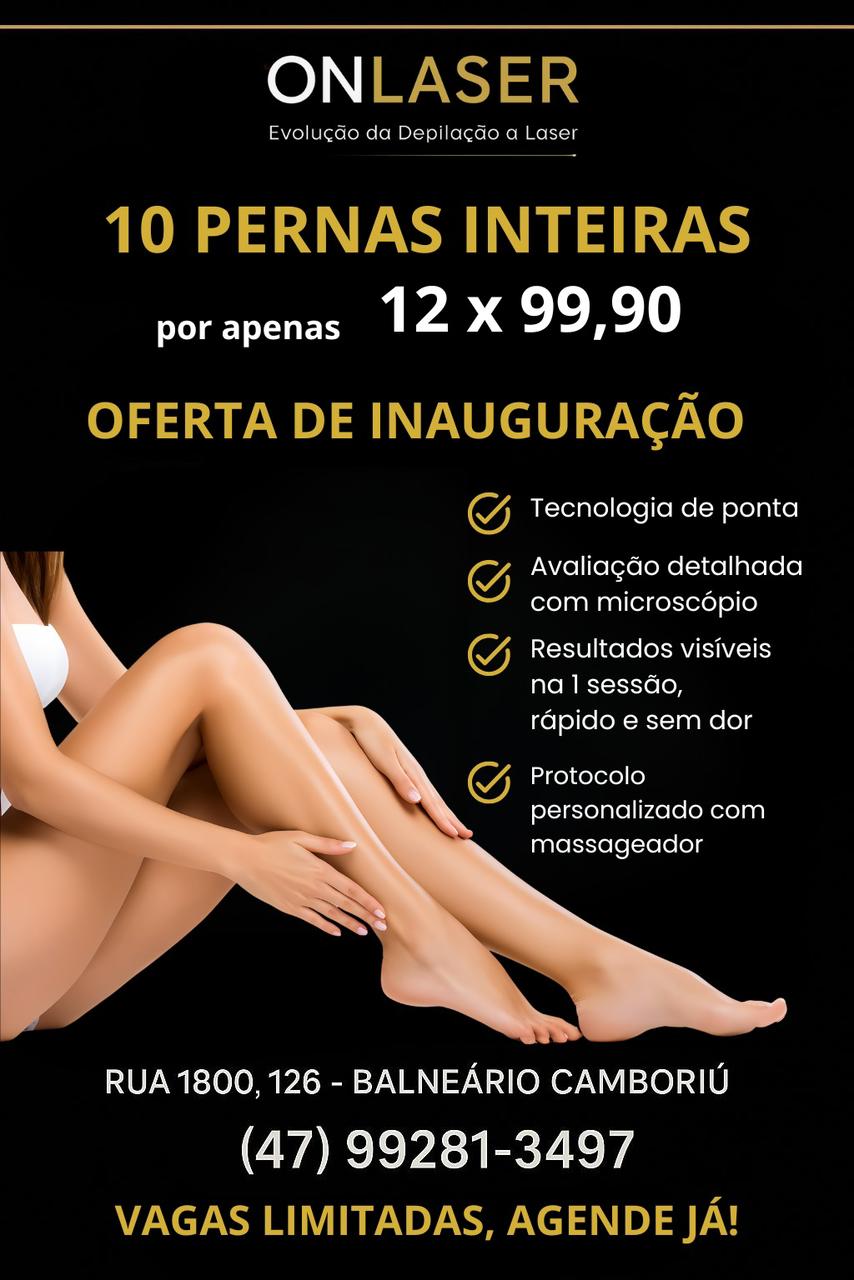 ONLASER
Evolução da Depilação a Laser
10 PERNAS INTEIRAS
por apenas 12 x 99,90
OFERTA DE INAUGURAÇÃO
Tecnologia de ponta
Avaliação detalhada
com microscópio
Resultados visíveis
na 1 sessão,
rápido e sem dor
Protocolo
personalizado com
massageador
RUA 1800, 126 - BALNEÁRIO CAMBORIÚ
(47) 99281-3497
VAGAS LIMITADAS, AGENDE JÁ!